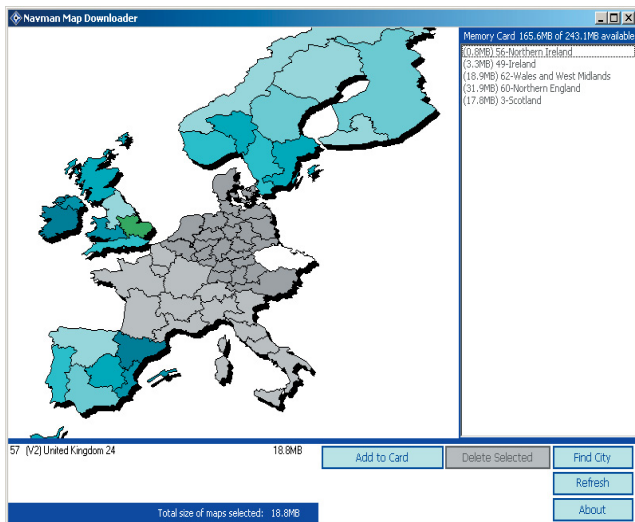 Navman Map Downloader
Memory Card 165.6MB of 243.1MB available
(0.8MB) 56-Northern Ireland
(3.3MB) 49-Ireland
(18.9MB) 62-Wales and West Midlands
(31.9MB) 60-Northern England
(17.8MB) 3-Scotland
57 (V2) United Kingdom 24 18.8MB
Add to Card
Delete Selected
Find City
Refresh
About
Total size of maps selected: 18.8MB